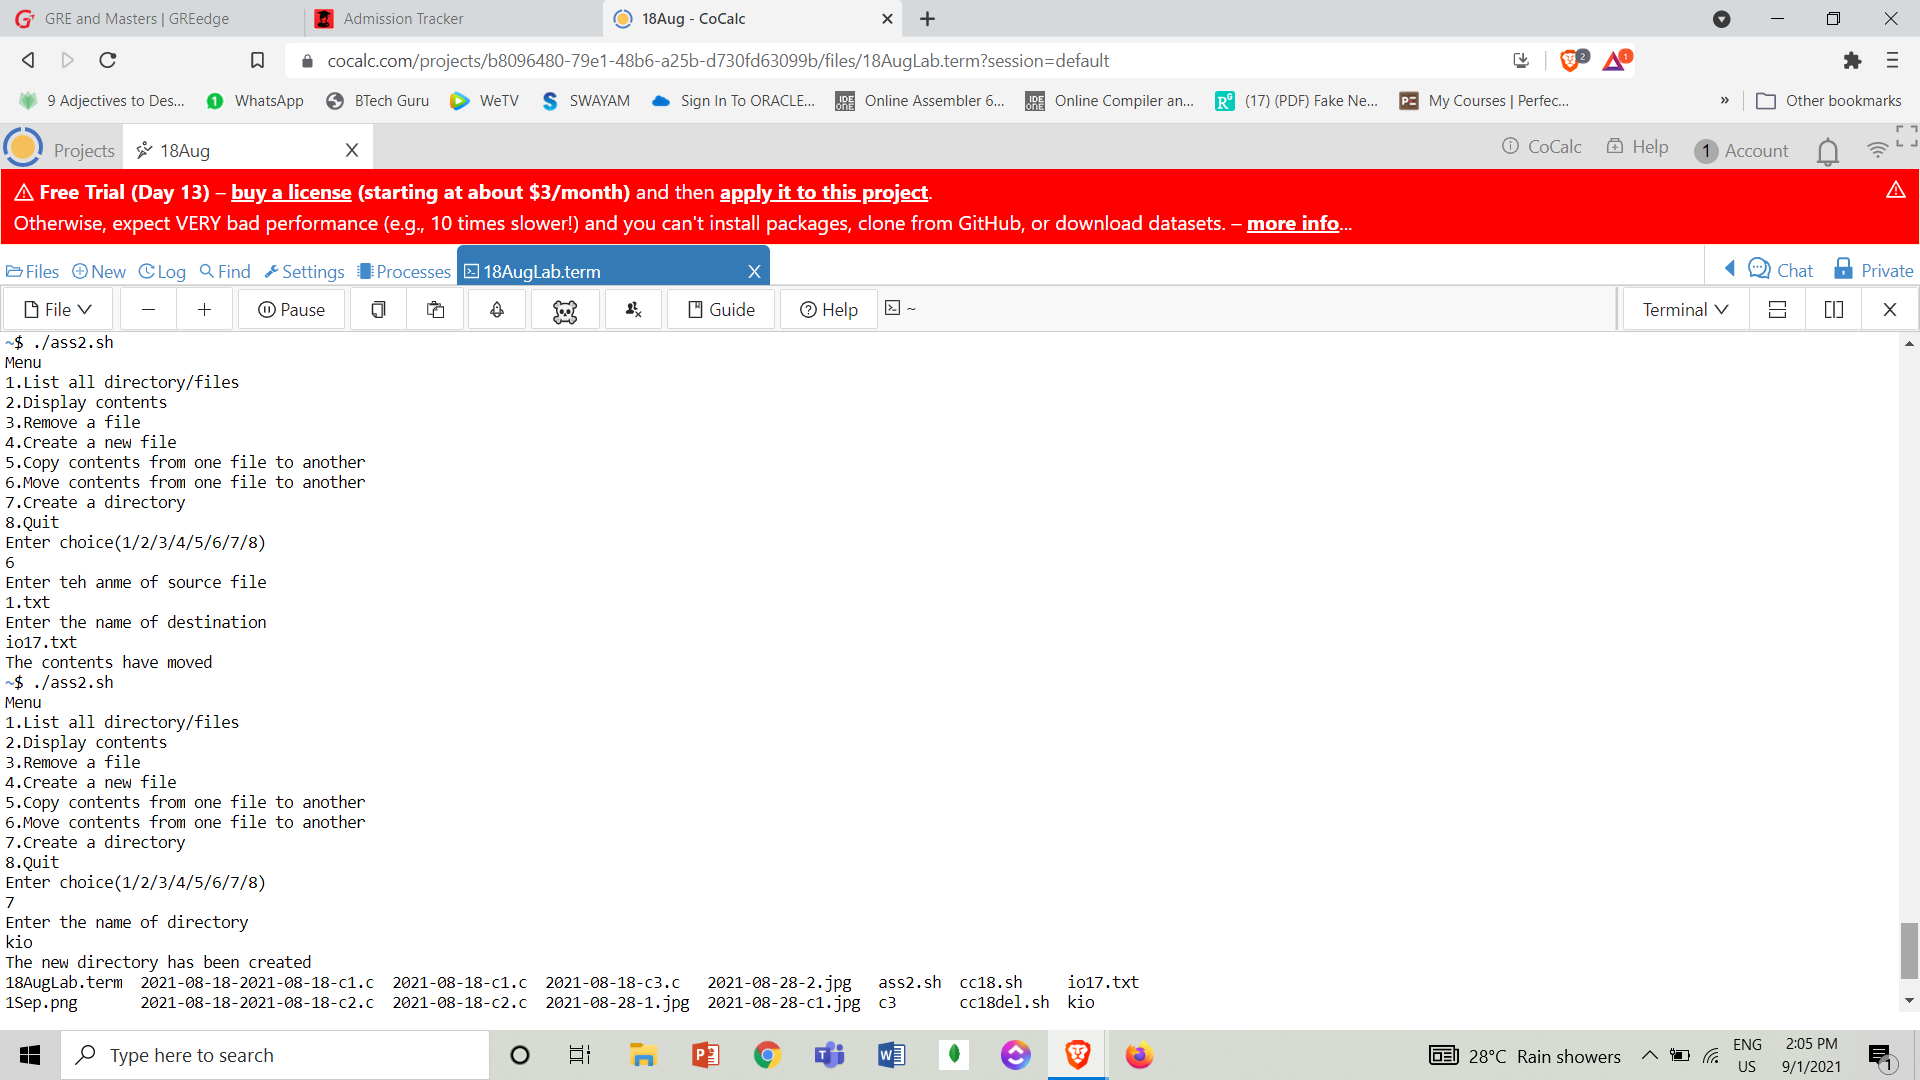 GRE and Masters | GREedge
Admission Tracker
18Aug - CoCalc
cocalc.com/projects/b8096480-79e1-48b6-a25b-d730fd63099b/files/18AugLab.term?session=default
2
1
9 Adjectives to Des...
WhatsApp
BTech Guru
WeTV
SWAYAM
Sign In To ORACLE...
Online Assembler 6...
Online Compiler an...
(17) (PDF) Fake Ne...
My Courses | Perfec...
»
Other bookmarks
Projects
18Aug
CoCalc
Help
1 Account
Free Trial (Day 13) – buy a license (starting at about $3/month) and then apply it to this project.
Otherwise, expect VERY bad performance (e.g., 10 times slower!) and you can't install packages, clone from GitHub, or download datasets. – more info...
Files
New
Log
Find
Settings
Processes
18AugLab.term
Chat
Private
File
Pause
Guide
Help
~
Terminal
~$ ./ass2.sh
Menu
1.List all directory/files
2.Display contents
3.Remove a file
4.Create a new file
5.Copy contents from one file to another
6.Move contents from one file to another
7.Create a directory
8.Quit
Enter choice(1/2/3/4/5/6/7/8)
6
Enter teh anme of source file
1.txt
Enter the name of destination
io17.txt
The contents have moved
~$ ./ass2.sh
Menu
1.List all directory/files
2.Display contents
3.Remove a file
4.Create a new file
5.Copy contents from one file to another
6.Move contents from one file to another
7.Create a directory
8.Quit
Enter choice(1/2/3/4/5/6/7/8)
7
Enter the name of directory
kio
The new directory has been created
18AugLab.term  2021-08-18-2021-08-18-c1.c  2021-08-18-c1.c  2021-08-18-c3.c   2021-08-28-2.jpg   ass2.sh  cc18.sh     io17.txt
1Sep.png       2021-08-18-2021-08-18-c2.c  2021-08-18-c2.c  2021-08-28-1.jpg  2021-08-28-c1.jpg  c3       cc18del.sh  kio
Type here to search
28°C Rain showers
ENG
US
2:05 PM
9/1/2021
1